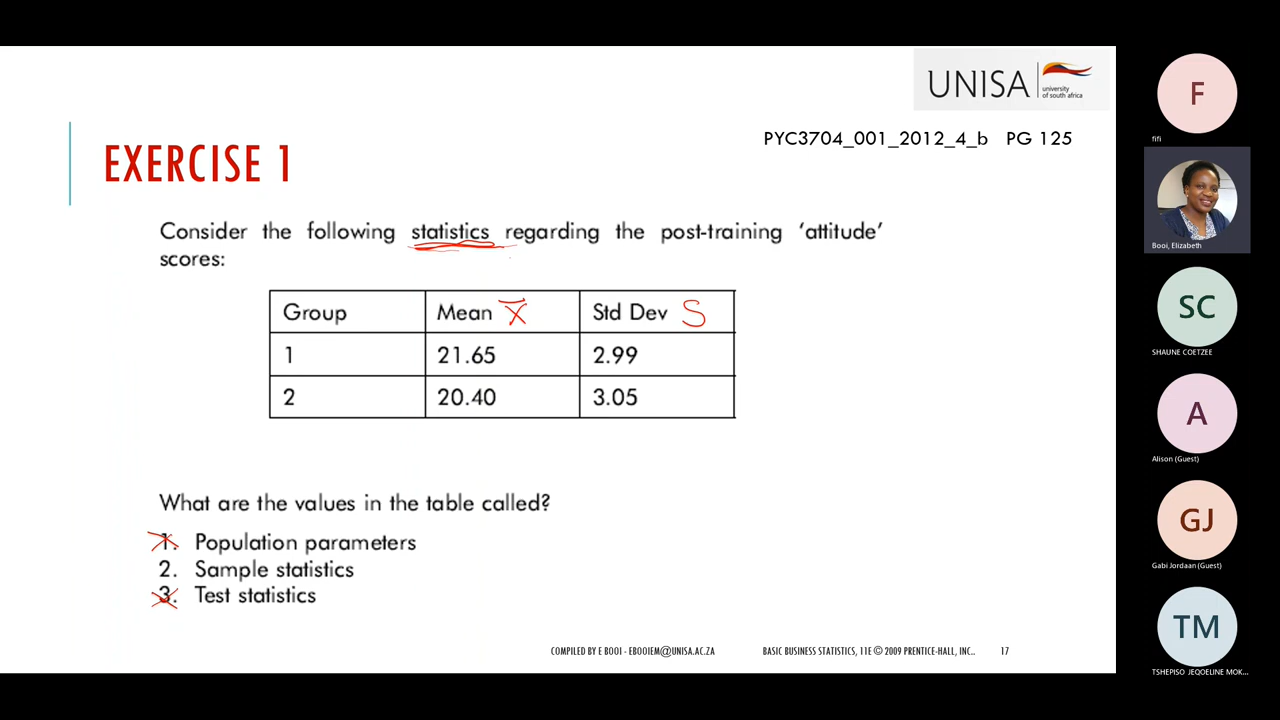 UNISA
university
of south africa
PYC3704_001_2012_4_b PG 125
EXERCISE 1
Consider the following statistics regarding the post-training 'attitude'
scores:
Group Mean X̅ Std Dev S
1 21.65 2.99
2 20.40 3.05
What are the values in the table called?
1. Population parameters
2. Sample statistics
3. Test statistics
COMPILED BY E BOOI - EBOOIEM@UNISA.AC.ZA BASIC BUSINESS STATISTICS, 11E © 2009 PRENTICE-HALL, INC.. 17
F
fifi
Booi, Elizabeth
SC
SHAUNE COETZEE
A
Alison (Guest)
GJ
Gabi Jordaan (Guest)
TM
TSHEPISO JEQOELINE MOK...